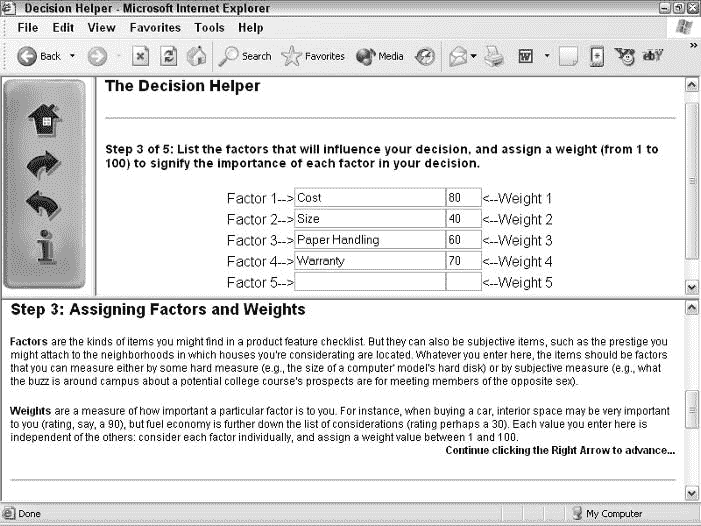 Decision Helper - Microsoft Internet Explorer
File Edit View Favorites Tools Help
Back Search Favorites Media W »
The Decision Helper
Step 3 of 5: List the factors that will influence your decision, and assign a weight (from 1 to
100) to signify the importance of each factor in your decision.
Factor 1--> Cost 80 <--Weight 1
Factor 2--> Size 40 <--Weight 2
Factor 3--> Paper Handling 60 <--Weight 3
Factor 4--> Warranty 70 <--Weight 4
Factor 5--> <--Weight 5
Step 3: Assigning Factors and Weights
Factors are the kinds of items you might find in a product feature checklist. But they can also be subjective items, such as the prestige you
might attach to the neighborhoods in which houses you're considering are located. Whatever you enter here, the items should be factors
that you can measure either by some hard measure (e.g., the size of a computer' model's hard disk) or by subjective measure (e.g., what
the buzz is around campus about a potential college course's prospects are for meeting members of the opposite sex).
Weights are a measure of how important a particular factor is to you. For instance, when buying a car, interior space may be very important
to you (rating, say, a 90), but fuel economy is further down the list of considerations (rating perhaps a 30). Each value you enter here is
independent of the others: consider each factor individually, and assign a weight value between 1 and 100.
Continue clicking the Right Arrow to advance...
Done My Computer